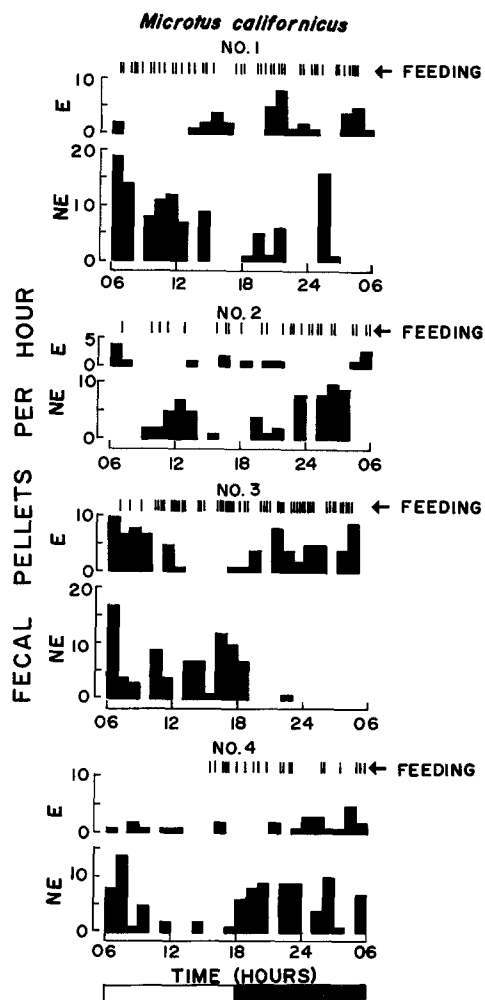 Microtus californicus
NO. 1
← FEEDING
10
E
0
20
NE
10
0
06 12 18 24 06
NO. 2
← FEEDING
5
E
0
10
NE
0
06 12 18 24 06
NO. 3
← FEEDING
10
E
0
20
NE
10
0
06 12 18 24 06
NO. 4
← FEEDING
10
E
0
NE
10
0
06 12 18 24 06
TIME (HOURS)
FECAL PELLETS PER HOUR